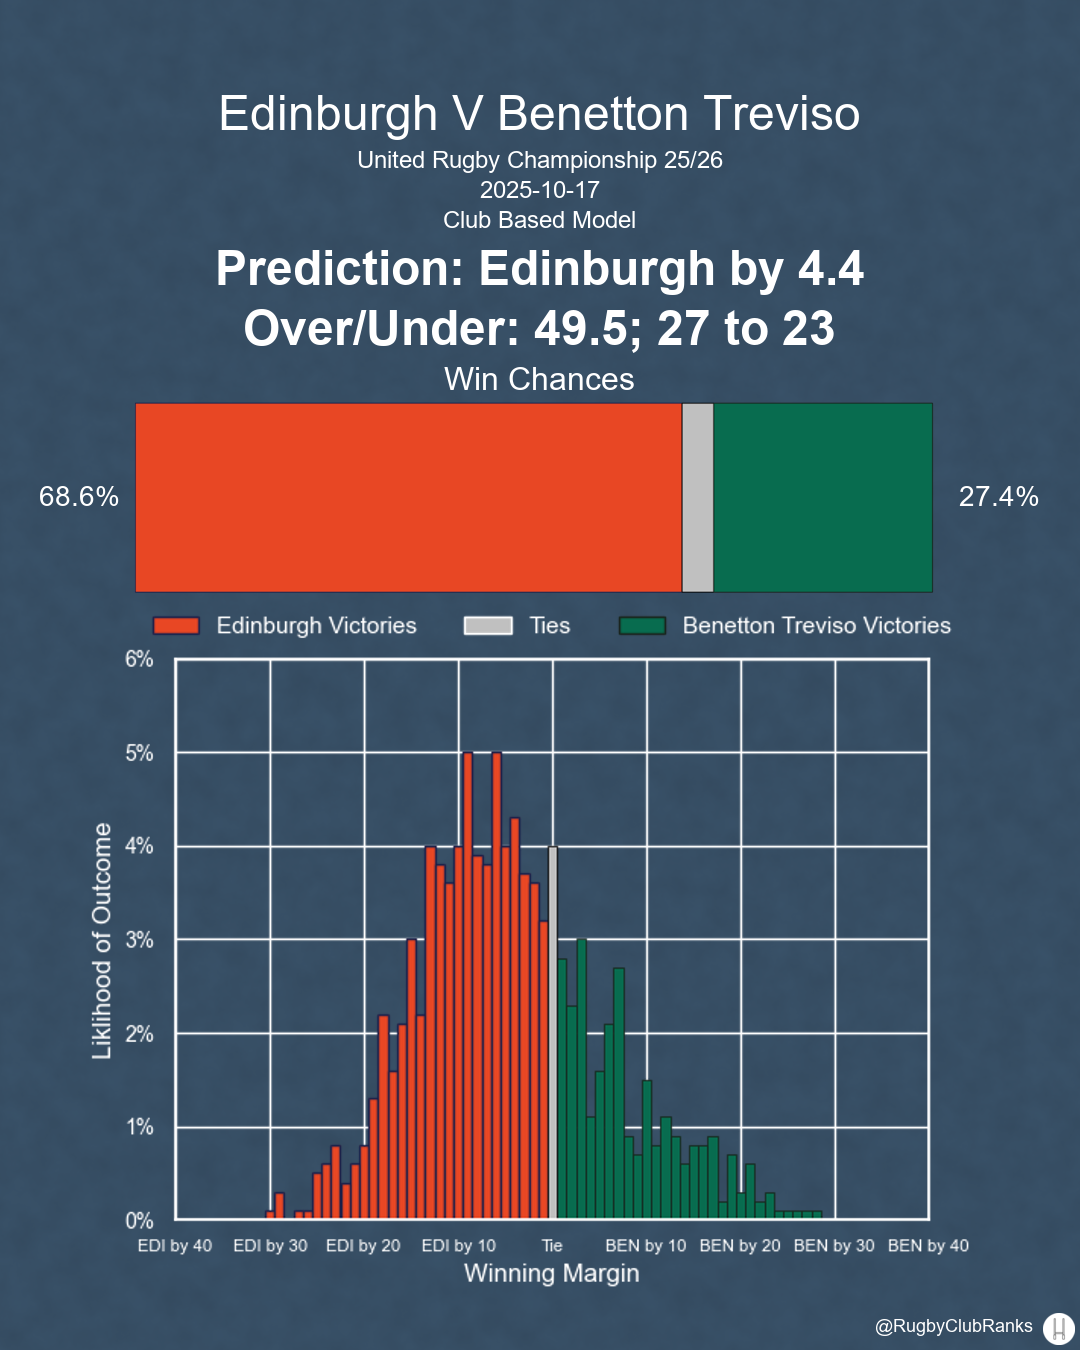 Edinburgh V Benetton Treviso
United Rugby Championship 25/26
2025-10-17
Club Based Model
Prediction: Edinburgh by 4.4
Over/Under: 49.5; 27 to 23
Win Chances
68.6%
27.4%
Edinburgh Victories
Ties
Benetton Treviso Victories
6%
5%
4%
3%
2%
1%
0%
Liklihood of Outcome
EDI by 40
EDI by 30
EDI by 20
EDI by 10
Tie
BEN by 10
BEN by 20
BEN by 30
BEN by 40
Winning Margin
@RugbyClubRanks